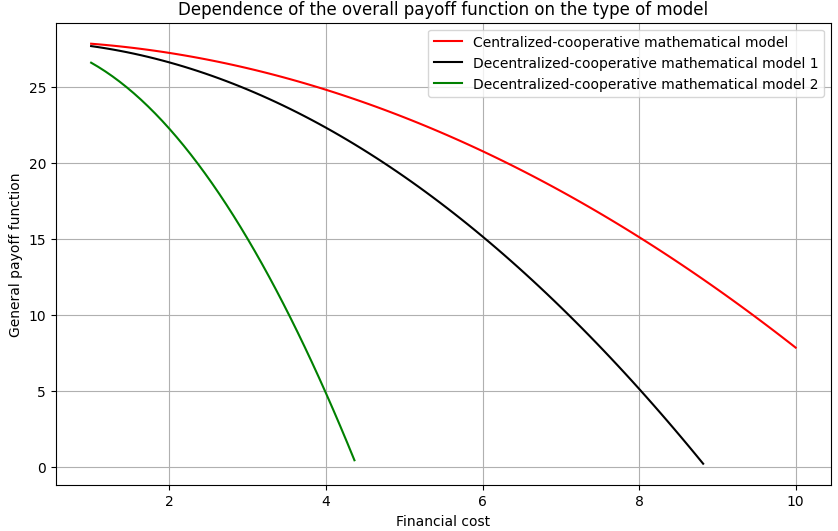 Dependence of the overall payoff function on the type of model
Centralized-cooperative mathematical model
Decentralized-cooperative mathematical model 1
Decentralized-cooperative mathematical model 2
General payoff function
25
20
15
10
5
0
2 4 6 8 10
Financial cost